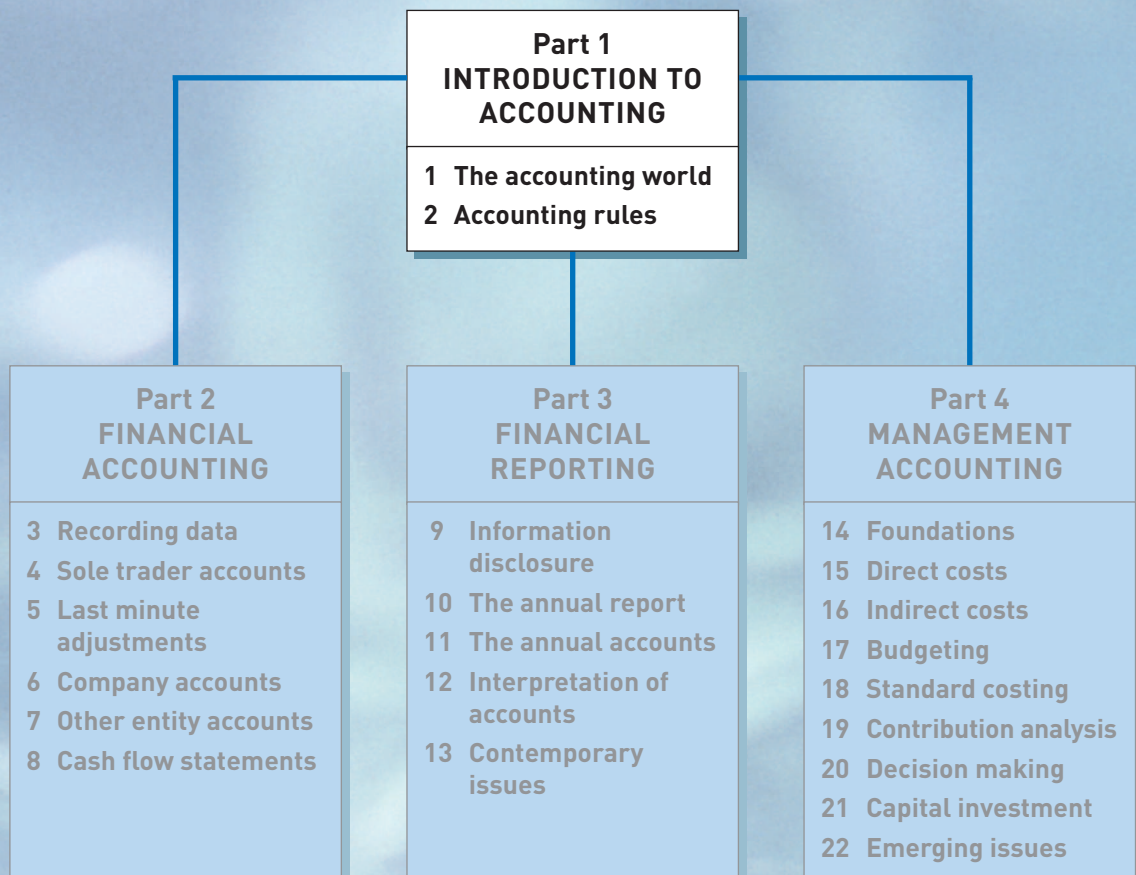 Part 1
INTRODUCTION TO
ACCOUNTING
1 The accounting world
2 Accounting rules
Part 2
FINANCIAL
ACCOUNTING
3 Recording data
4 Sole trader accounts
5 Last minute
adjustments
6 Company accounts
7 Other entity accounts
8 Cash flow statements
Part 3
FINANCIAL
REPORTING
9 Information
disclosure
10 The annual report
11 The annual accounts
12 Interpretation of
accounts
13 Contemporary
issues
Part 4
MANAGEMENT
ACCOUNTING
14 Foundations
15 Direct costs
16 Indirect costs
17 Budgeting
18 Standard costing
19 Contribution analysis
20 Decision making
21 Capital investment
22 Emerging issues